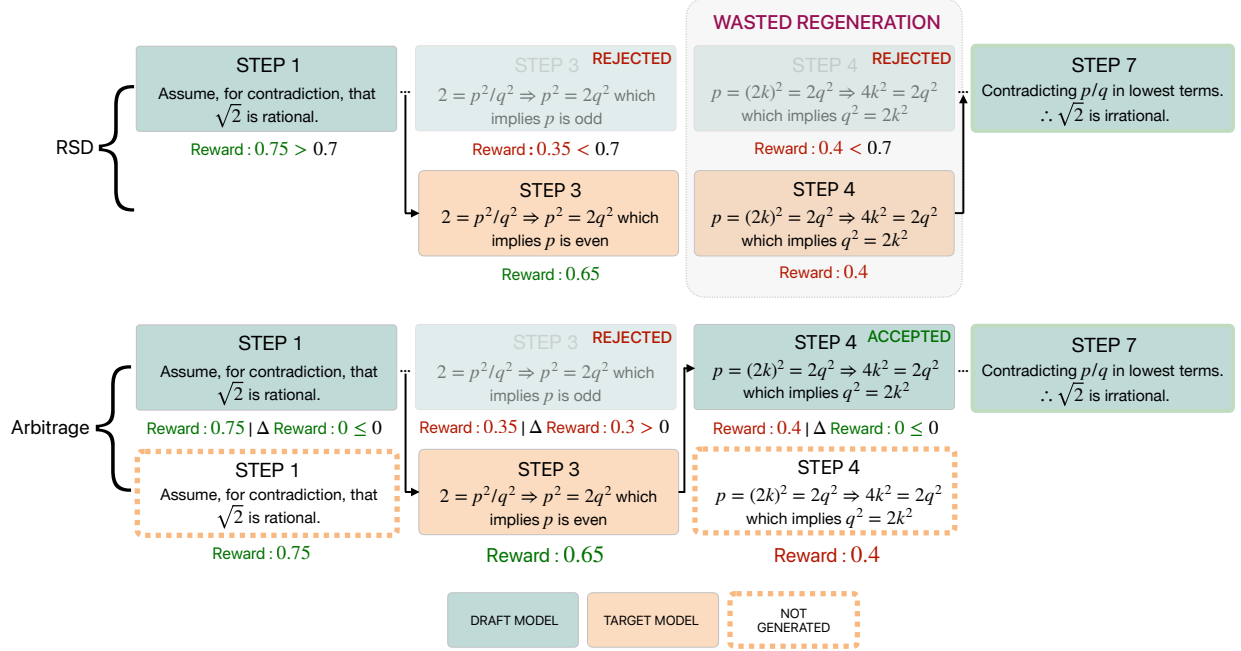 WASTED REGENERATION
RSD
STEP 1
Assume, for contradiction, that
√2 is rational.
Reward : 0.75 > 0.7
...
STEP 3
REJECTED
2 = p²/q² ⇒ p² = 2q² which
implies p is odd
Reward : 0.35 < 0.7
STEP 3
2 = p²/q² ⇒ p² = 2q² which
implies p is even
Reward : 0.65
STEP 4
REJECTED
p = (2k)² = 2q² ⇒ 4k² = 2q²
which implies q² = 2k²
Reward : 0.4 < 0.7
STEP 4
p = (2k)² = 2q² ⇒ 4k² = 2q²
which implies q² = 2k²
Reward : 0.4
...
STEP 7
Contradicting p/q in lowest terms.
∴ √2 is irrational.
Arbitrage
STEP 1
Assume, for contradiction, that
√2 is rational.
Reward : 0.75 | Δ Reward : 0 ≤ 0
STEP 1
Assume, for contradiction, that
√2 is rational.
Reward : 0.75
...
STEP 3
REJECTED
2 = p²/q² ⇒ p² = 2q² which
implies p is odd
Reward : 0.35 | Δ Reward : 0.3 > 0
STEP 3
2 = p²/q² ⇒ p² = 2q² which
implies p is even
Reward : 0.65
STEP 4
ACCEPTED
p = (2k)² = 2q² ⇒ 4k² = 2q²
which implies q² = 2k²
Reward : 0.4 | Δ Reward : 0 ≤ 0
STEP 4
p = (2k)² = 2q² ⇒ 4k² = 2q²
which implies q² = 2k²
Reward : 0.4
...
STEP 7
Contradicting p/q in lowest terms.
∴ √2 is irrational.
DRAFT MODEL
TARGET MODEL
NOT
GENERATED